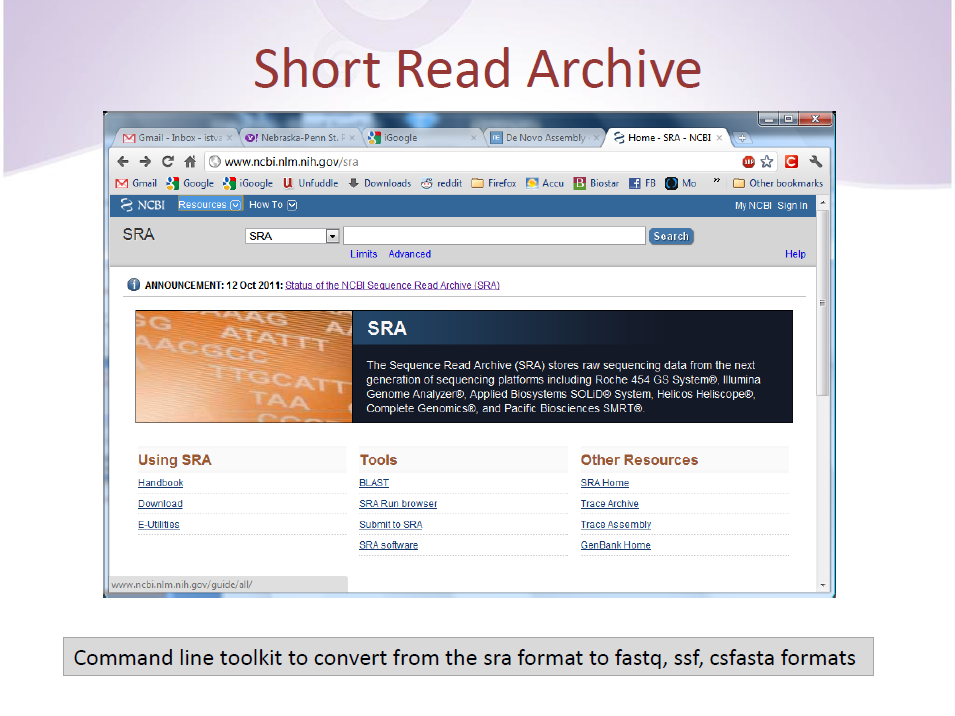 Short Read Archive
Gmail - Inbox - istva
Nebraska-Penn St. F
iGoogle
De Novo Assembly
Home - SRA - NCBI
www.ncbi.nlm.nih.gov/sra
Gmail Google iGoogle Unfuddle Downloads reddit Firefox Accu Biostar FB Mo » Other bookmarks
NCBI Resources How To My NCBI Sign In
SRA SRA Search
Limits Advanced Help
ANNOUNCEMENT: 12 Oct 2011: Status of the NCBI Sequence Read Archive (SRA)
GG AAAG A
AACGCC ATATTT
TTGCATT
TAA
CCG
SRA
The Sequence Read Archive (SRA) stores raw sequencing data from the next
generation of sequencing platforms including Roche 454 GS System®, Illumina
Genome Analyzer®, Applied Biosystems SOLiD® System, Helicos Heliscope®,
Complete Genomics®, and Pacific Biosciences SMRT®.
Using SRA
Handbook
Download
E-Utilities
Tools
BLAST
SRA Run browser
Submit to SRA
SRA software
Other Resources
SRA Home
Trace Archive
Trace Assembly
GenBank Home
www.ncbi.nlm.nih.gov/guide/all/
Command line toolkit to convert from the sra format to fastq, ssf, csfasta formats